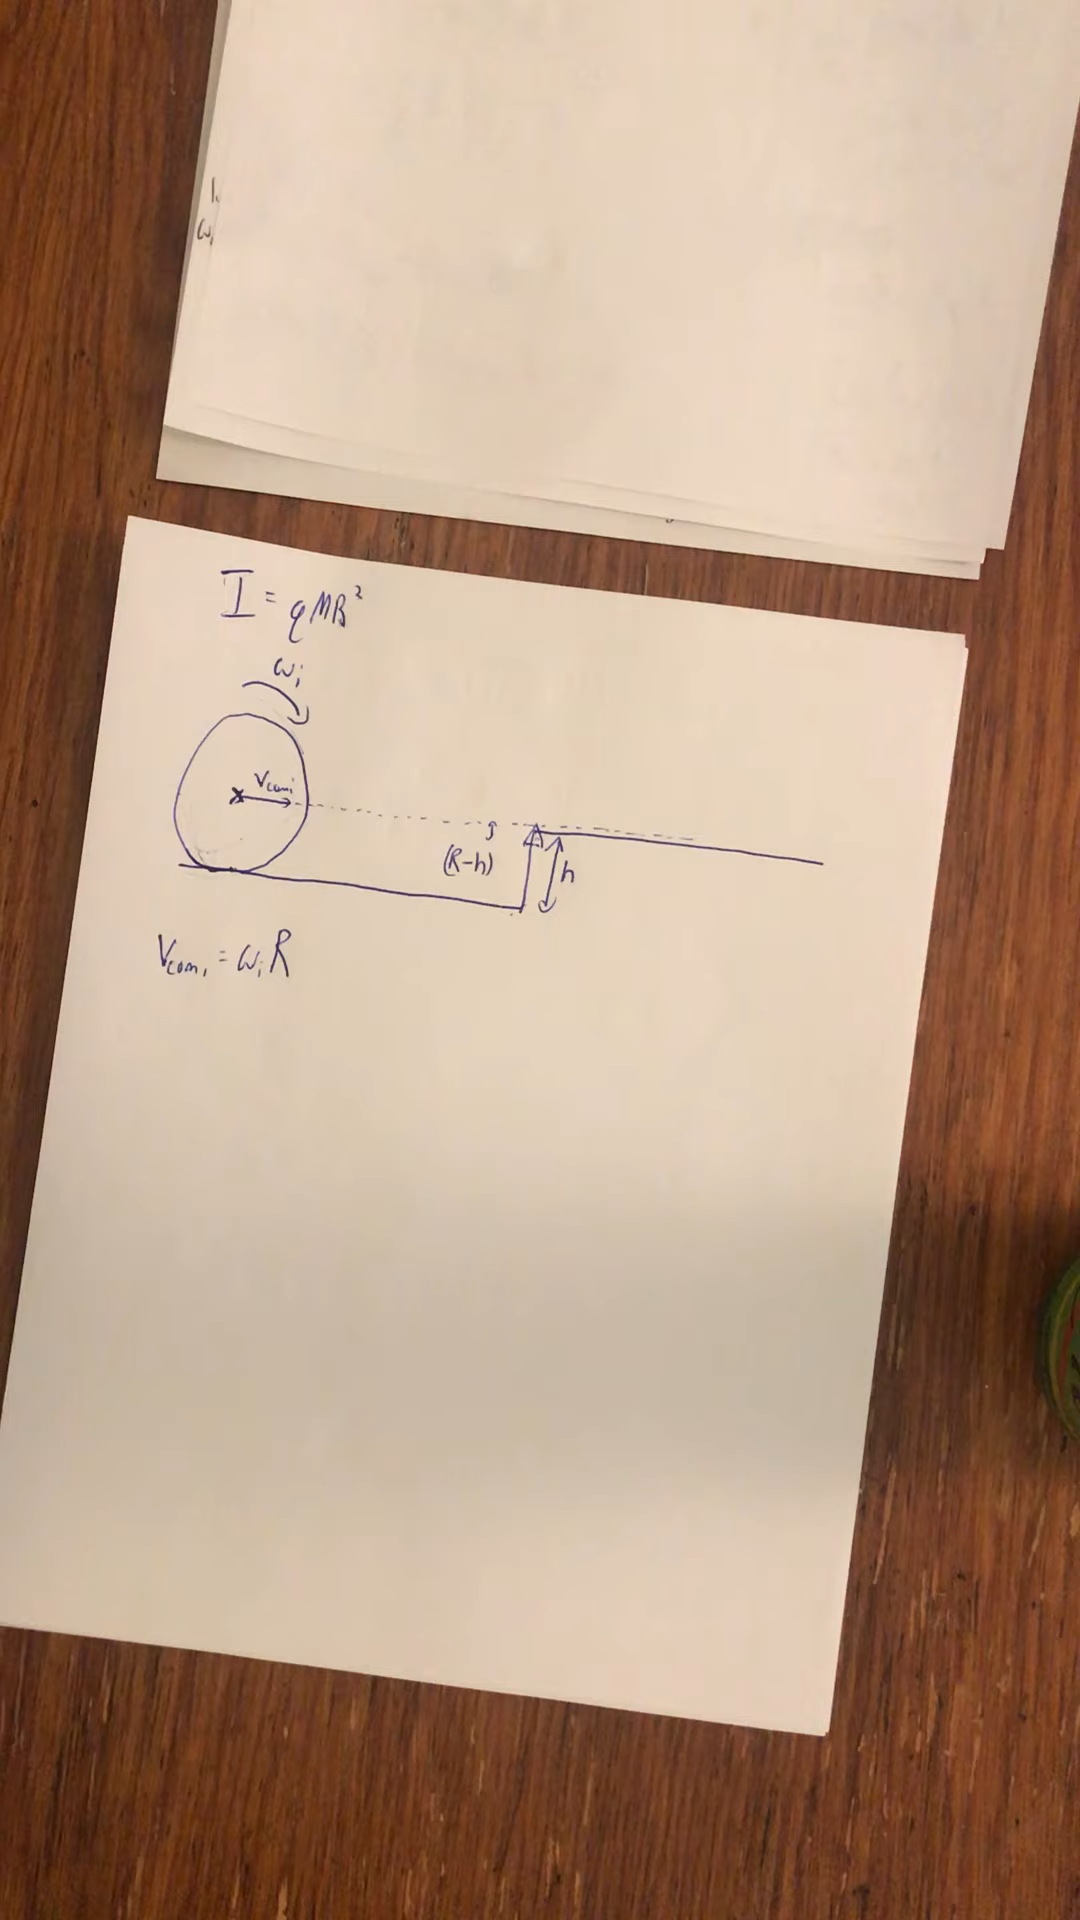 I = qMR²
ωi
Vcomi
(R-h)
h
Vcomi = ωiR